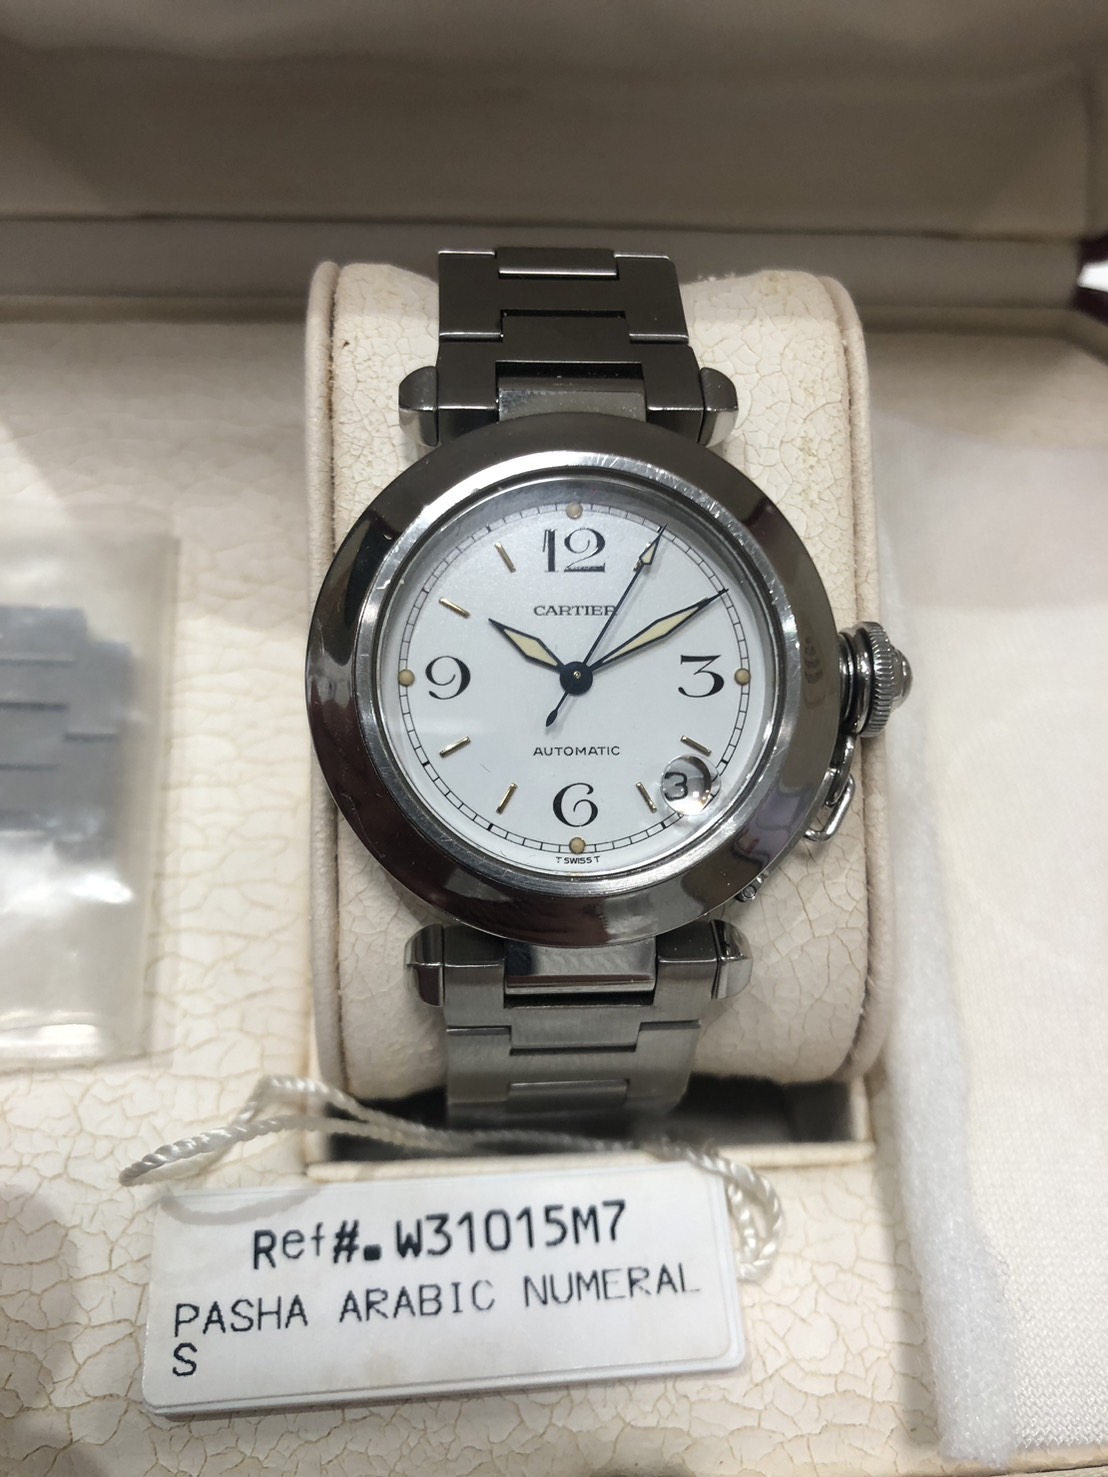 12
CARTIER
9
3
AUTOMATIC
3
6
T SWISS T
Ref#.W31015M7
PASHA ARABIC NUMERAL
S